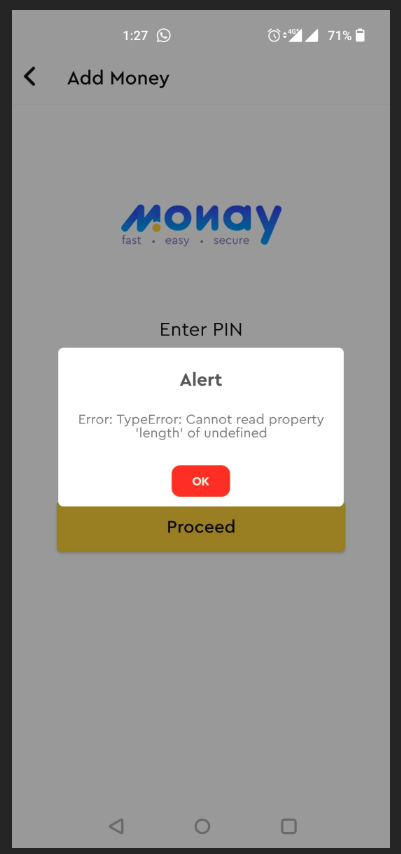 1:27 4G 71%
Add Money
Monay
fast • easy • secure
Enter PIN
Alert
Error: TypeError: Cannot read property
'length' of undefined
OK
Proceed